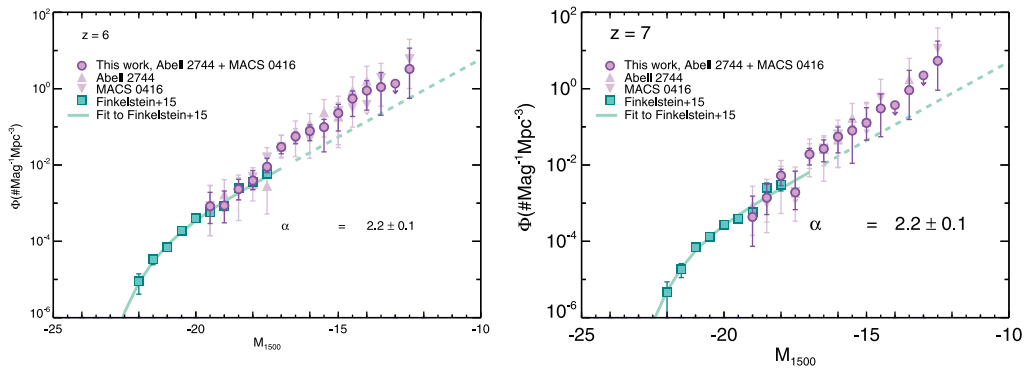 z = 6
This work, Abell 2744 + MACS 0416
Abell 2744
MACS 0416
Finkelstein+15
Fit to Finkelstein+15
α = 2.2 ± 0.1
Φ(#Mag⁻¹Mpc⁻³)
10²
10⁰
10⁻²
10⁻⁴
10⁻⁶
-25 -20 -15 -10
M₁₅₀₀
z = 7
This work, Abell 2744 + MACS 0416
Abell 2744
MACS 0416
Finkelstein+15
Fit to Finkelstein+15
α = 2.2 ± 0.1
Φ(#Mag⁻¹Mpc⁻³)
10²
10⁰
10⁻²
10⁻⁴
10⁻⁶
-25 -20 -15 -10
M₁₅₀₀